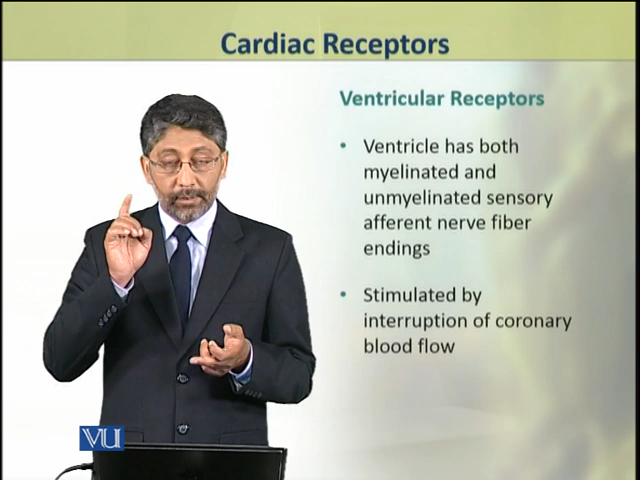 Cardiac Receptors
Ventricular Receptors
• Ventricle has both
myelinated and
unmyelinated sensory
afferent nerve fiber
endings
• Stimulated by
interruption of coronary
blood flow
VU